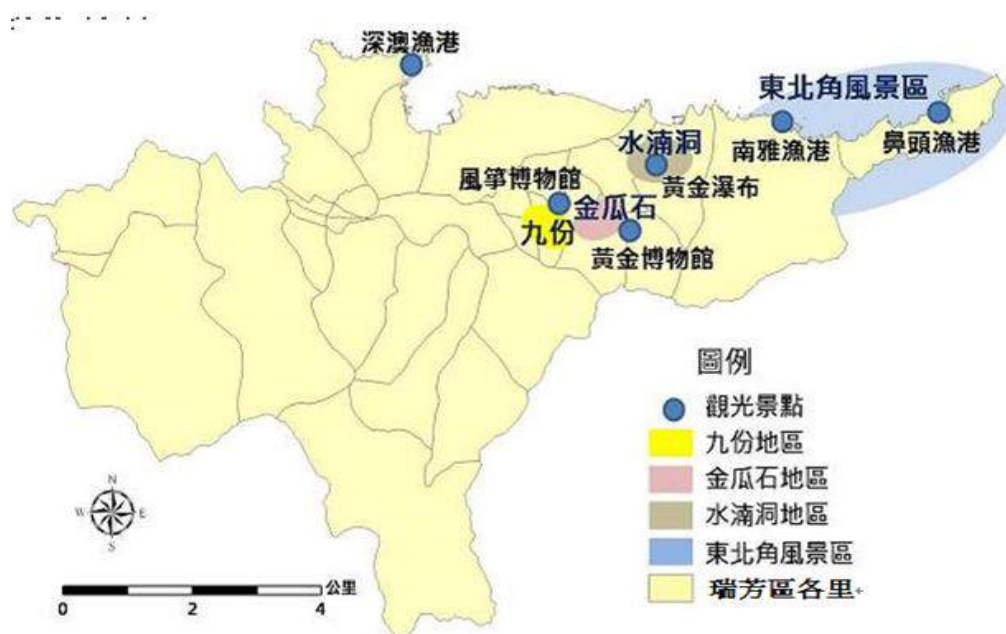 深澳漁港
東北角風景區
南雅漁港
鼻頭漁港
水湳洞
黃金瀑布
風箏博物館
金瓜石
九份
黃金博物館
圖例
觀光景點
九份地區
金瓜石地區
水湳洞地區
東北角風景區
瑞芳區各里
N
W E
S
公里
0 2 4